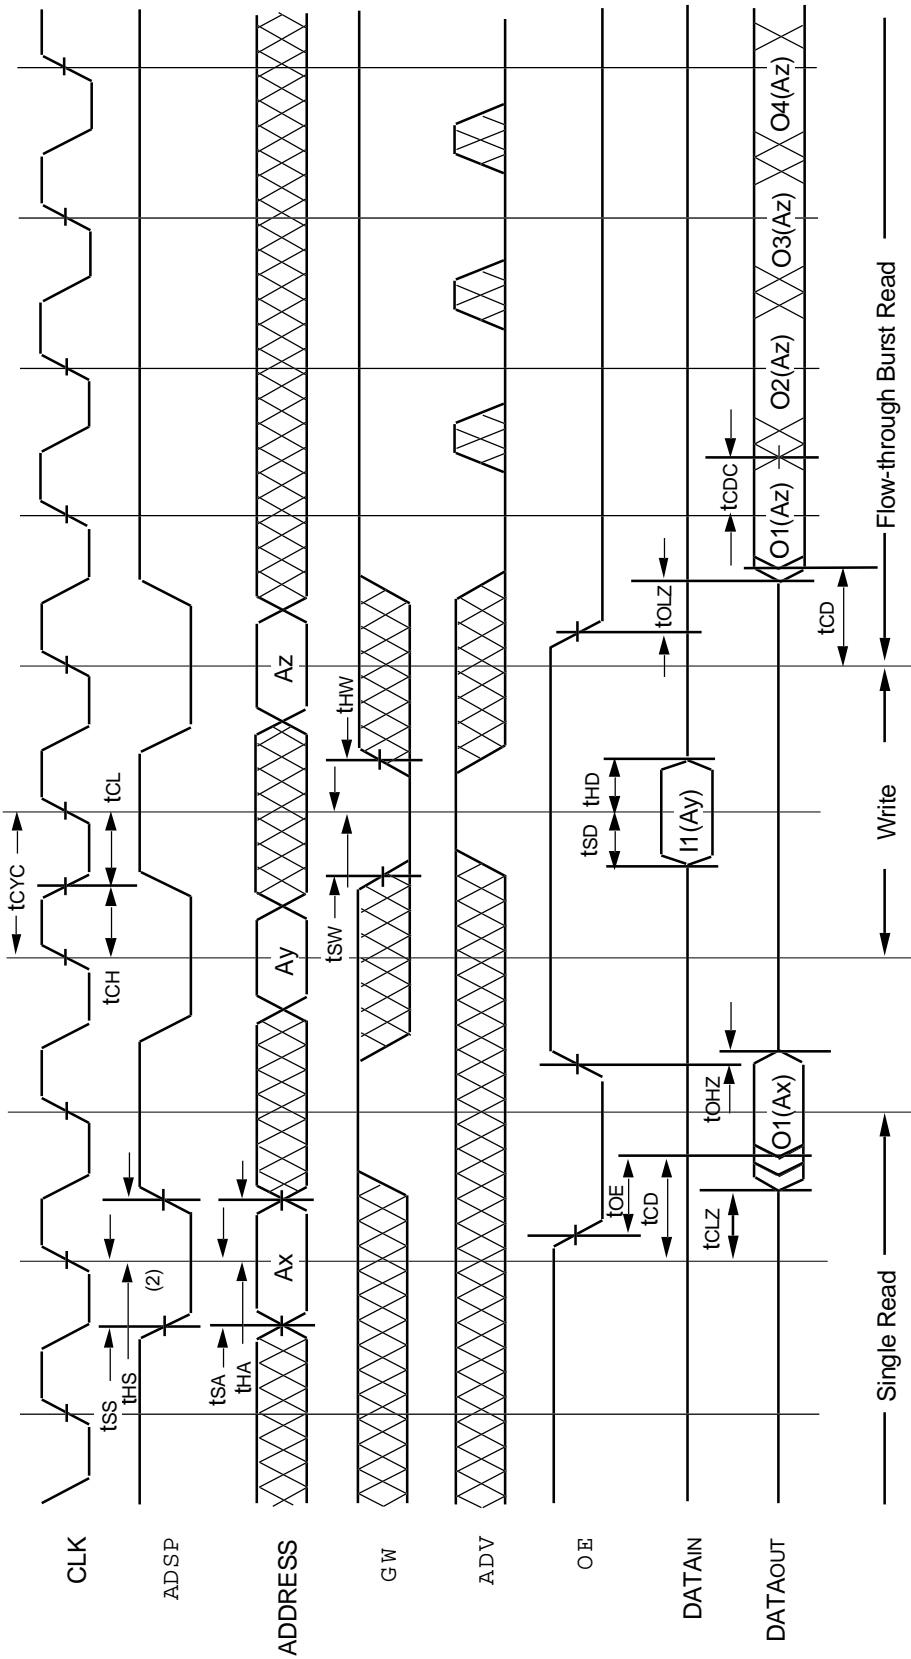 tCYC
CLK
tCH
tCL
tSS
tHS
(2)
ADSP
tSA
tHA
ADDRESS
Ax
Ay
Az
tSW
tHW
GW
ADV
OE
tOE
tCD
tOHZ
tSD
tHD
tOLZ
DATAIN
I1(Ay)
tCLZ
tCDC
DATAOUT
O1(Ax)
O1(Az)
O2(Az)
O3(Az)
O4(Az)
tCD
Single Read
Write
Flow-through Burst Read